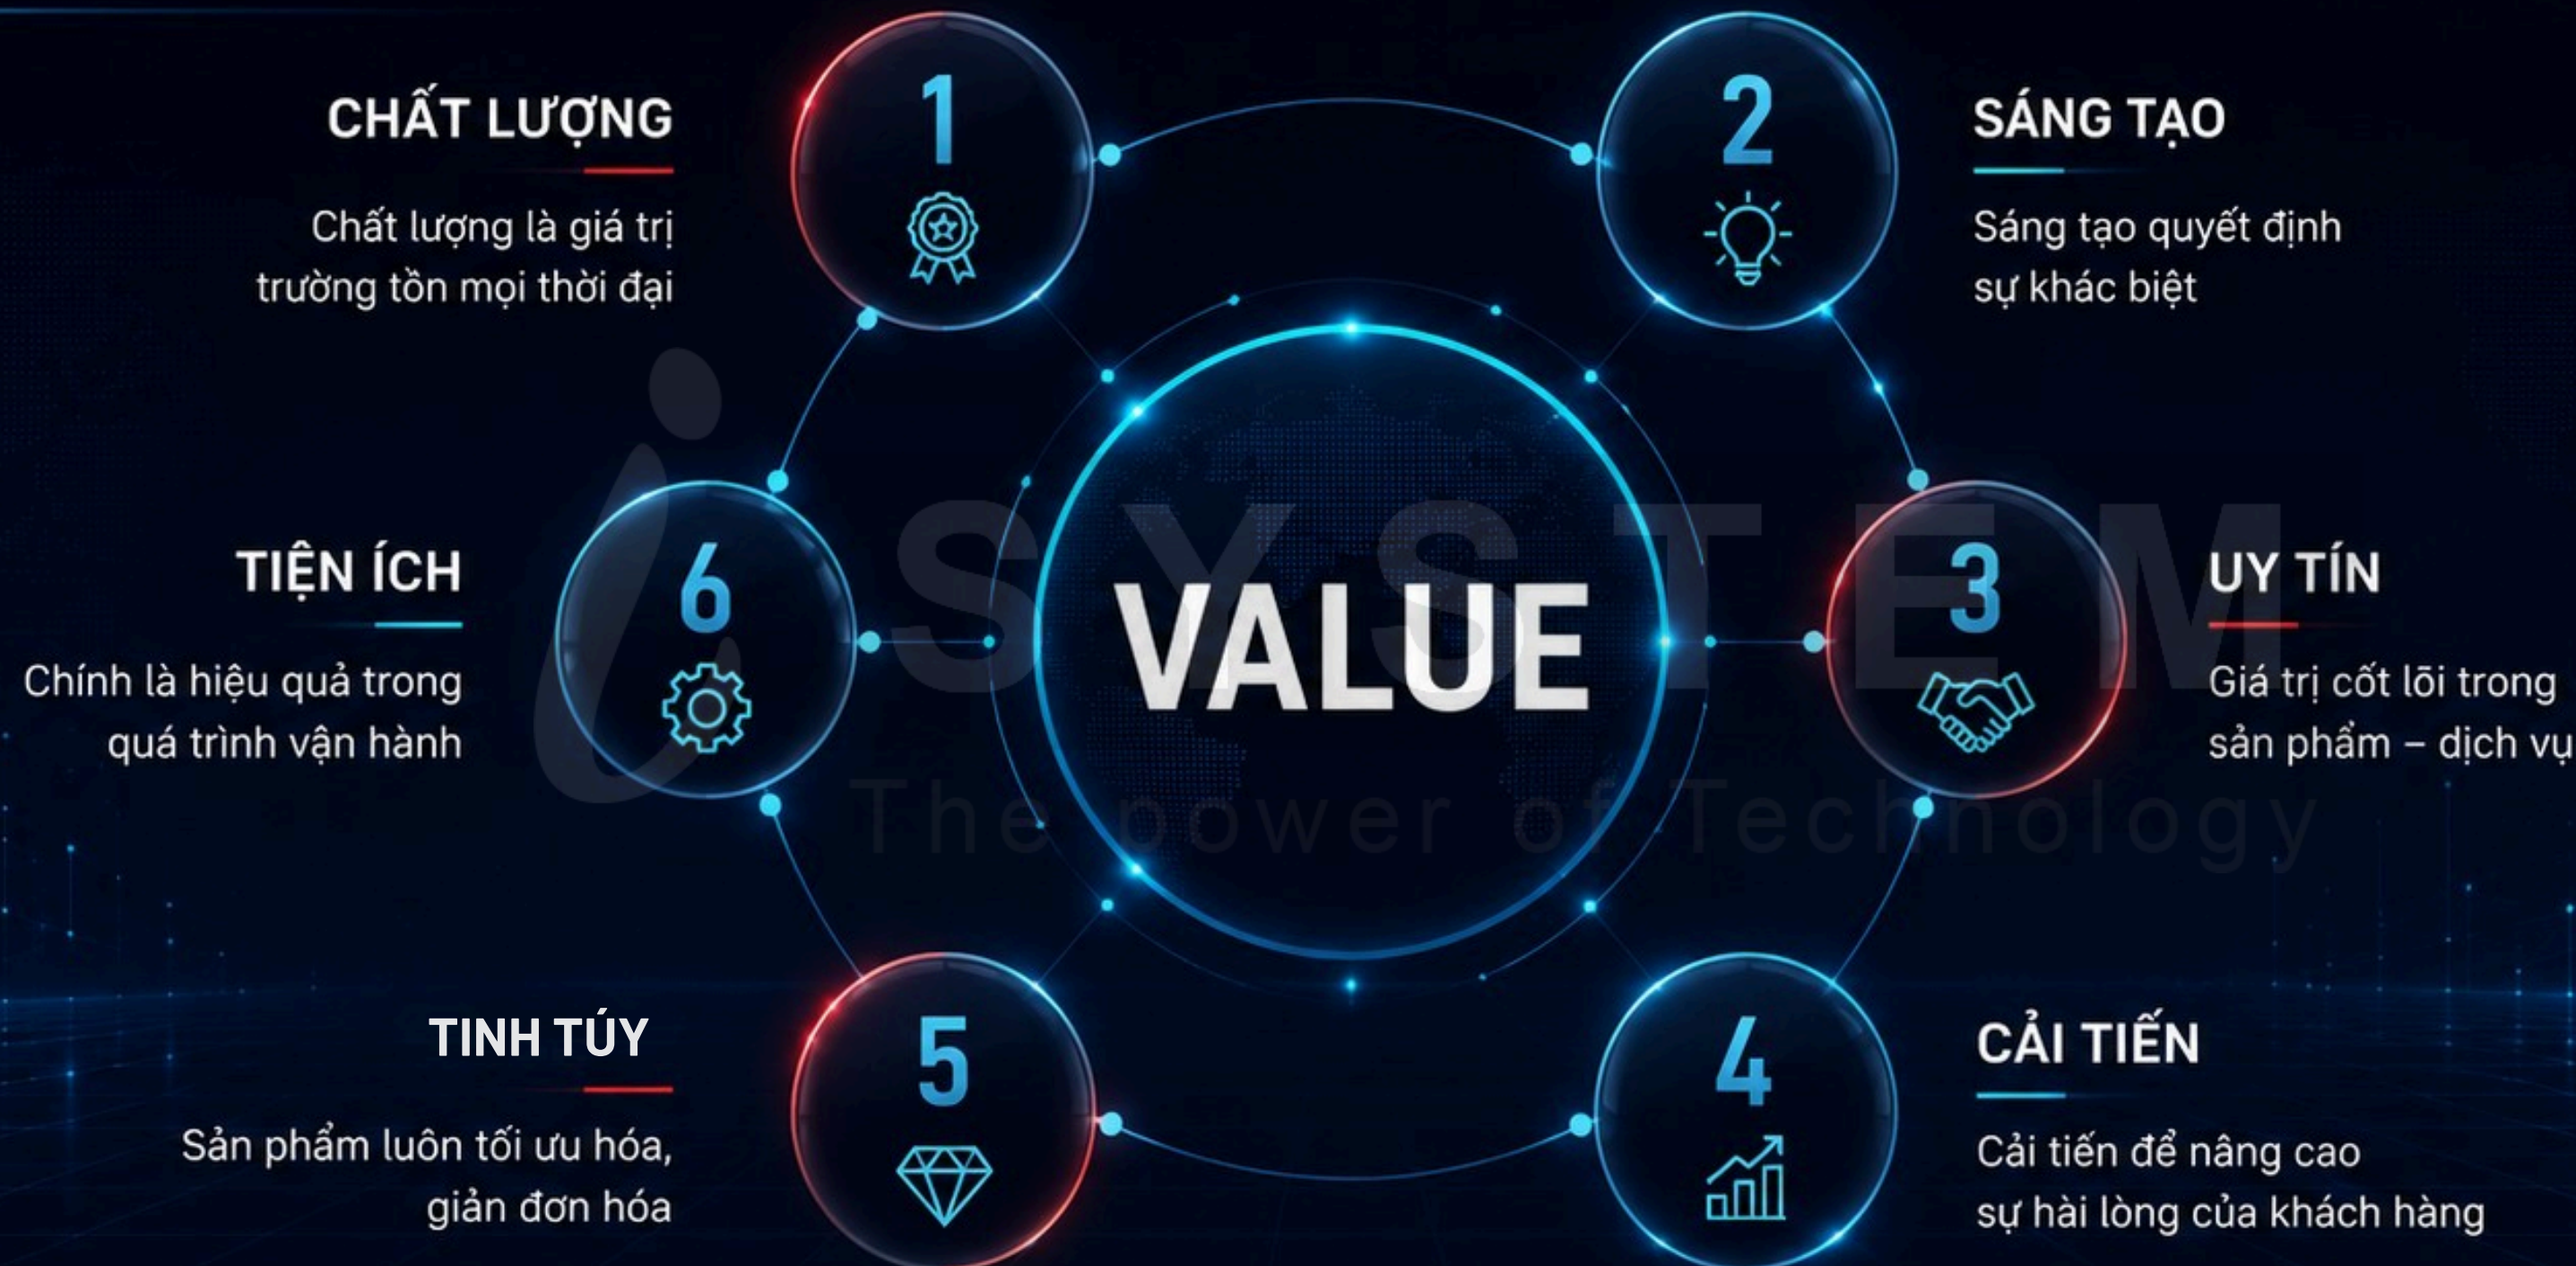 1
CHẤT LƯỢNG
Chất lượng là giá trị
trường tồn mọi thời đại
2
SÁNG TẠO
Sáng tạo quyết định
sự khác biệt
3
UY TÍN
Giá trị cốt lõi trong
sản phẩm – dịch vụ
4
CẢI TIẾN
Cải tiến để nâng cao
sự hài lòng của khách hàng
5
TINH TÚY
Sản phẩm luôn tối ưu hóa,
giản đơn hóa
6
TIỆN ÍCH
Chính là hiệu quả trong
quá trình vận hành
VALUE
i SYSTEM
The power of Technology